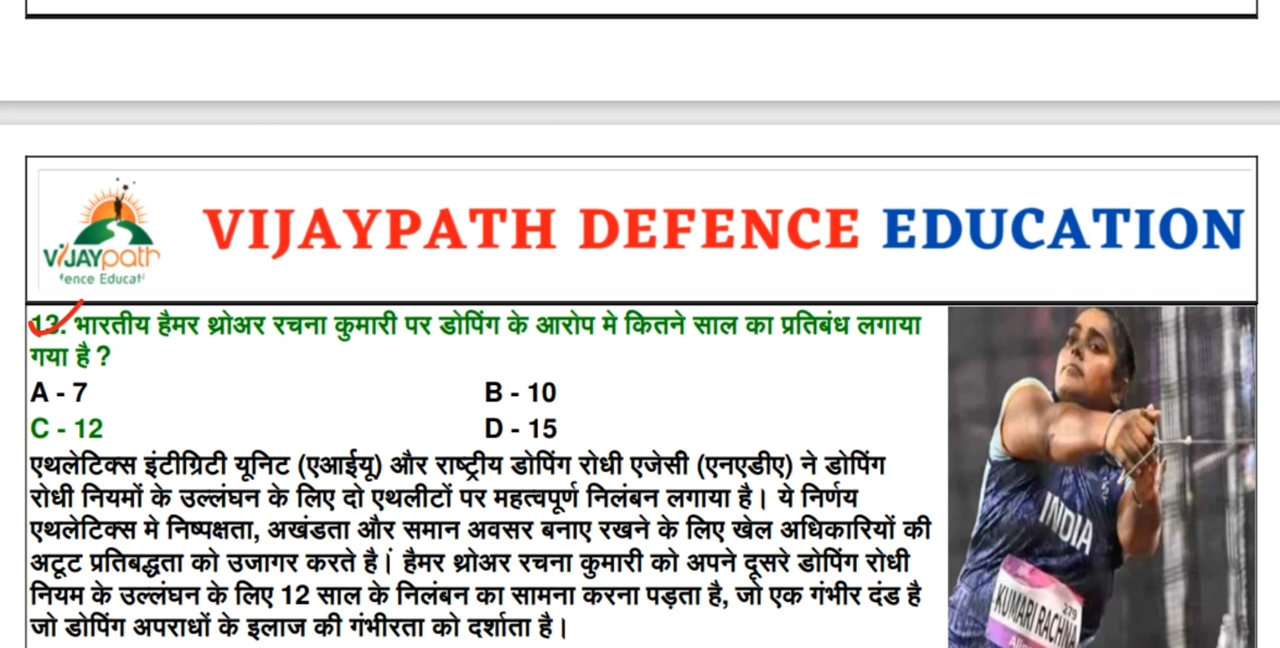 VIJAYpath
fence Educati
VIJAYPATH DEFENCE EDUCATION
13. भारतीय हैमर थ्रोअर रचना कुमारी पर डोपिंग के आरोप मे कितने साल का प्रतिबंध लगाया
गया है ?
A - 7 B - 10
C - 12 D - 15
एथलेटिक्स इंटीग्रिटी यूनिट (एआईयू) और राष्ट्रीय डोपिंग रोधी एजेसी (एनएडीए) ने डोपिंग
रोधी नियमों के उल्लंघन के लिए दो एथलीटों पर महत्वपूर्ण निलंबन लगाया है। ये निर्णय
एथलेटिक्स मे निष्पक्षता, अखंडता और समान अवसर बनाए रखने के लिए खेल अधिकारियों की
अटूट प्रतिबद्धता को उजागर करते है। हैमर थ्रोअर रचना कुमारी को अपने दूसरे डोपिंग रोधी
नियम के उल्लंघन के लिए 12 साल के निलंबन का सामना करना पड़ता है, जो एक गंभीर दंड है
जो डोपिंग अपराधों के इलाज की गंभीरता को दर्शाता है।
INDIA
279
KUMARI RACHNA